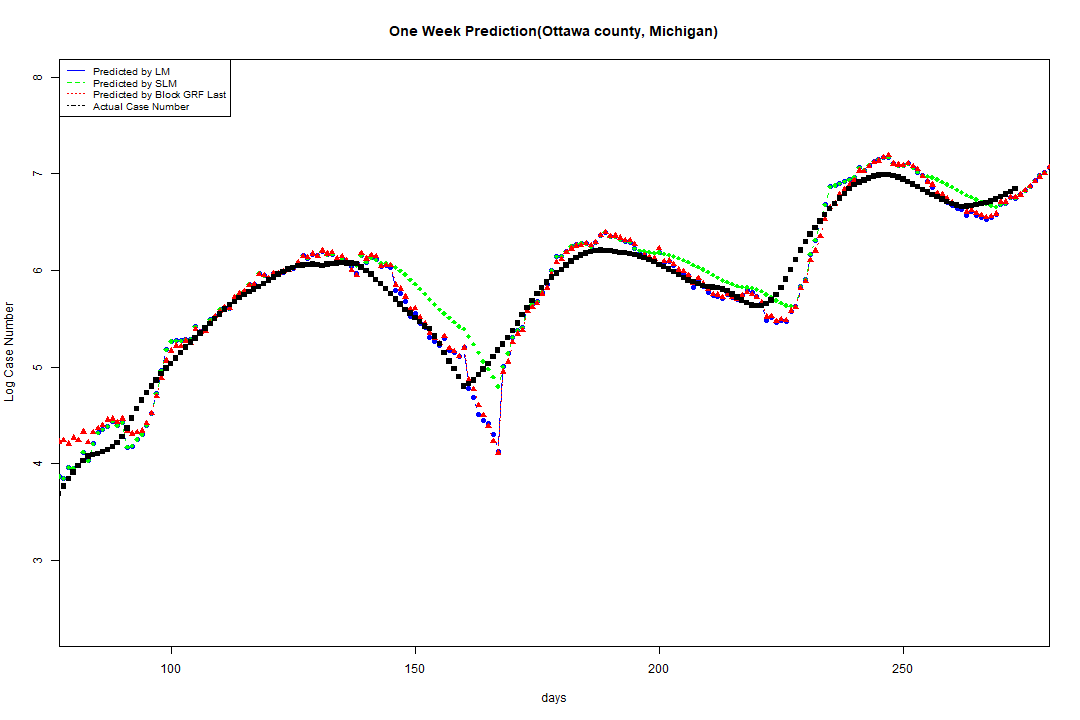 One Week Prediction(Ottawa county, Michigan)
Predicted by LM
Predicted by SLM
Predicted by Block GRF Last
Actual Case Number
8
7
6
5
4
3
Log Case Number
100 150 200 250
days